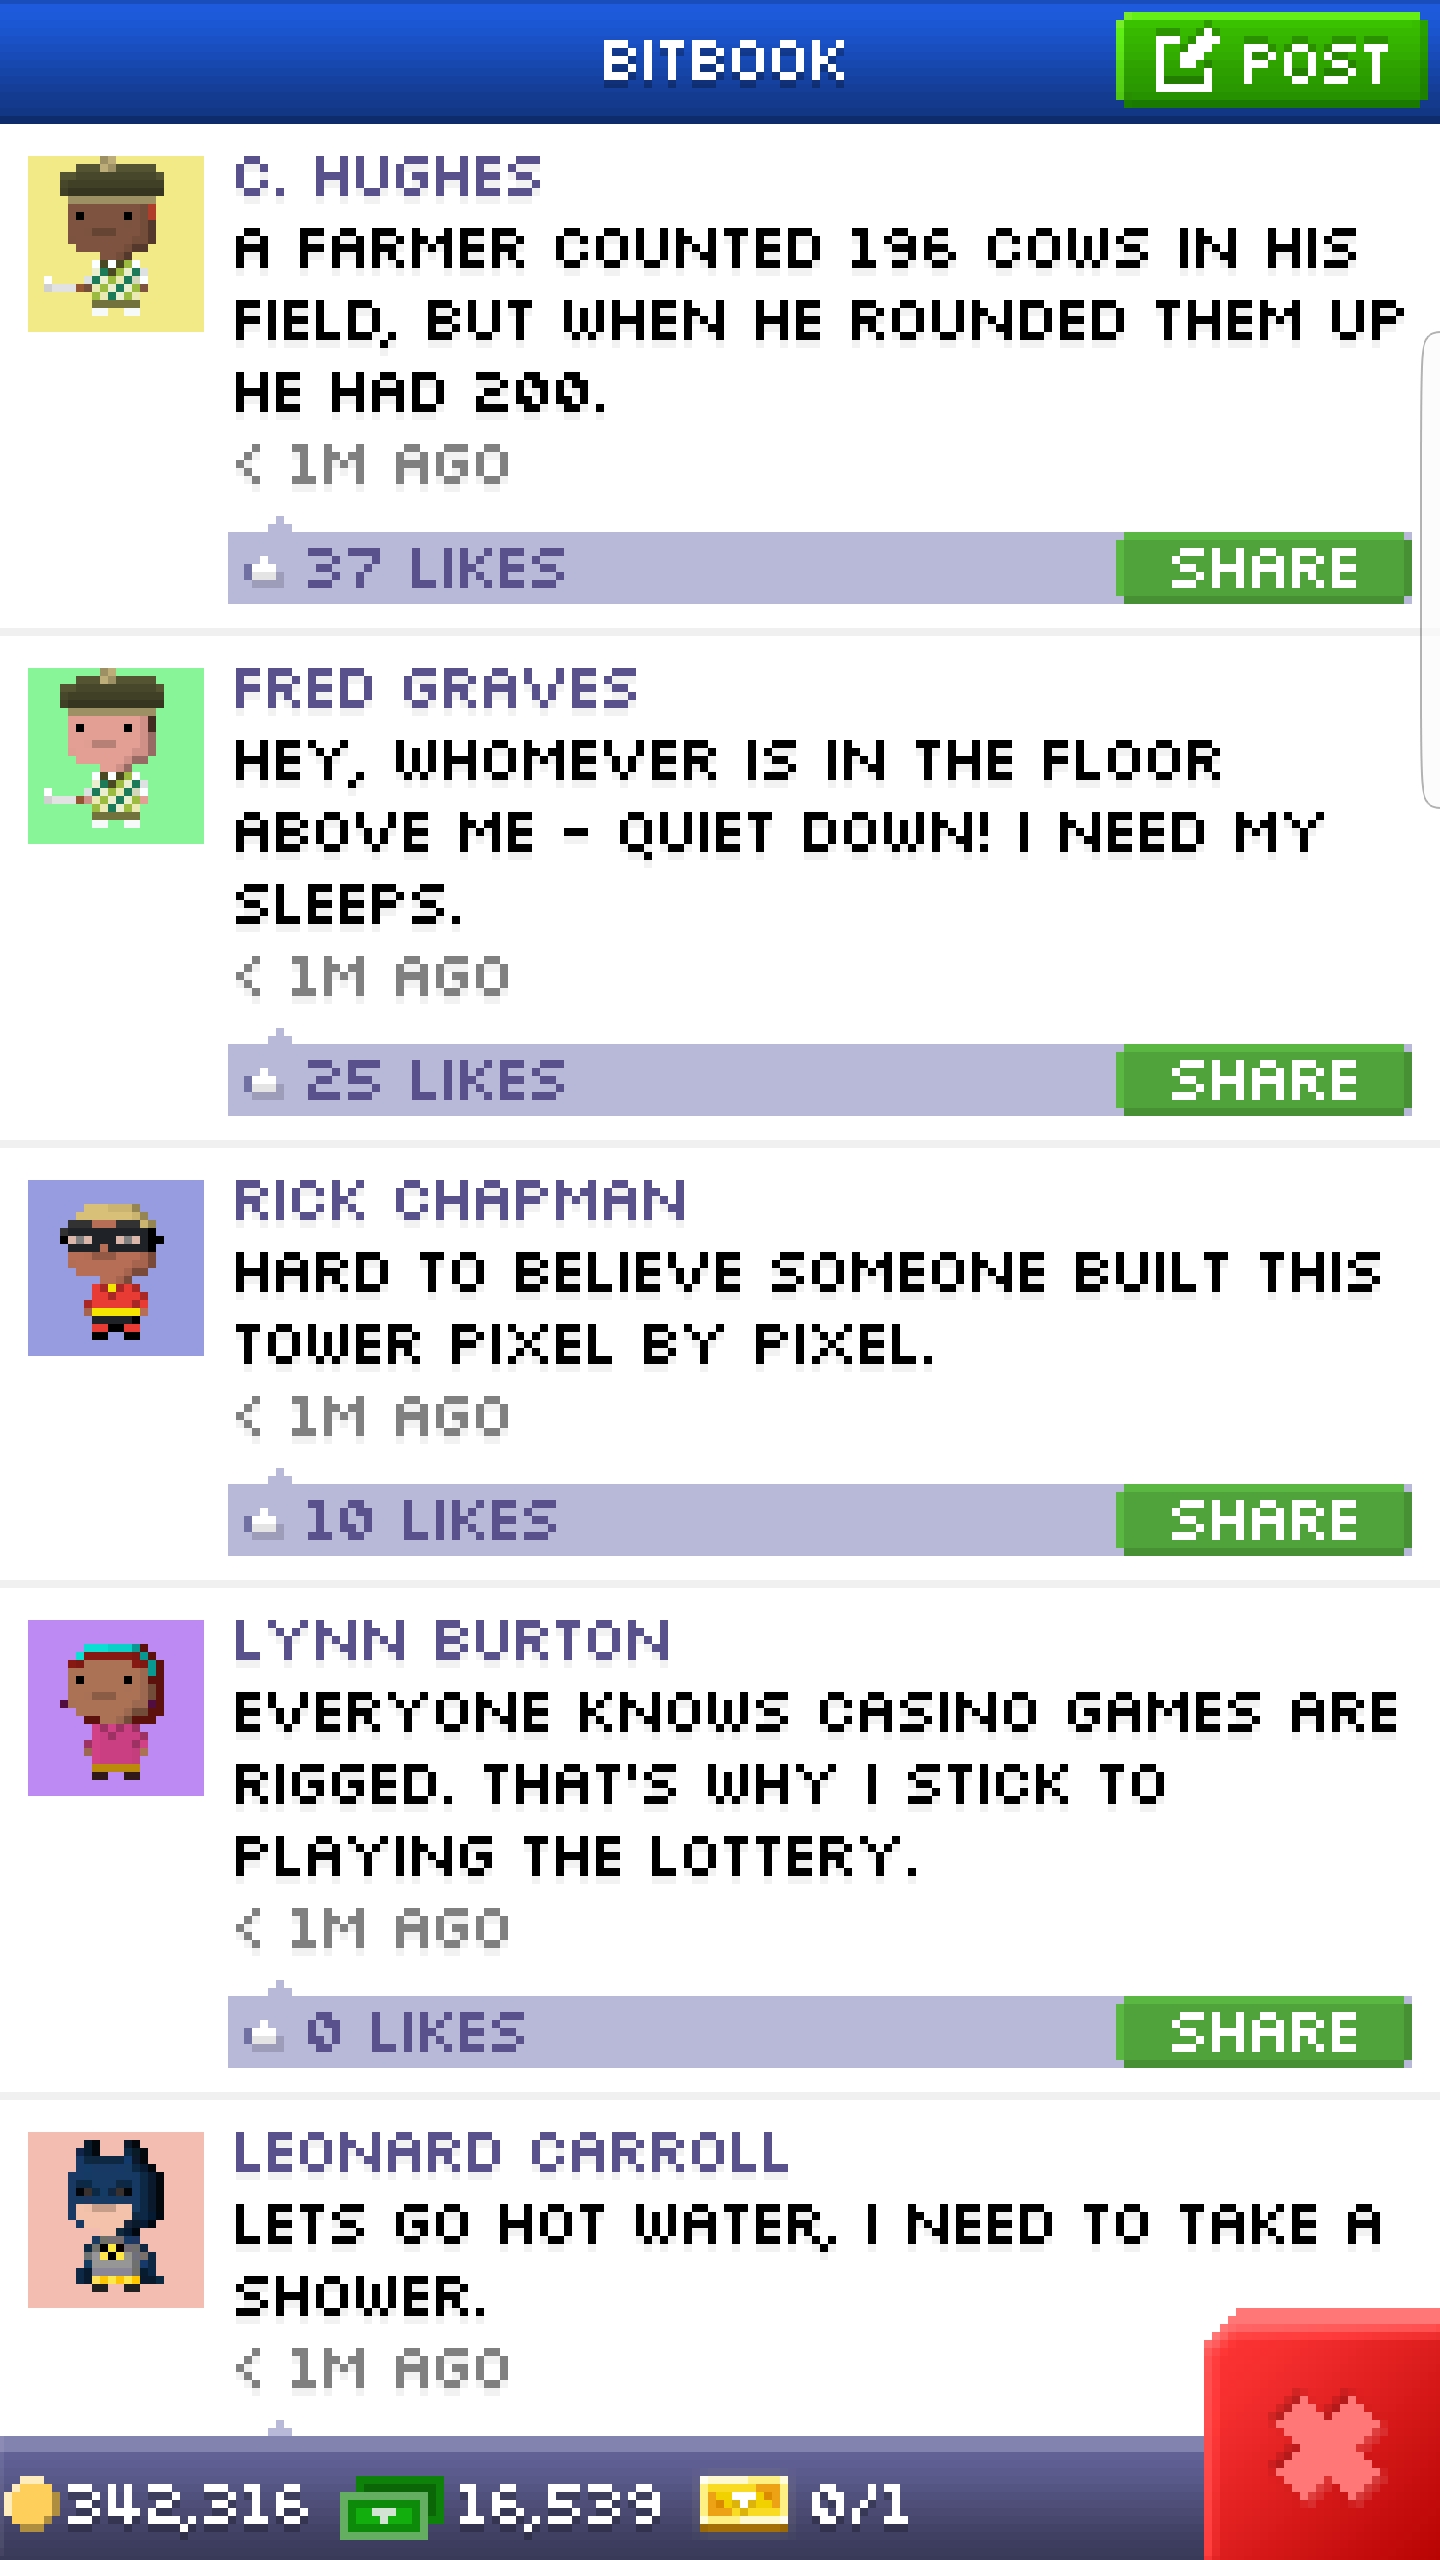 BITBOOK
POST
C. HUGHES
A FARMER COUNTED 196 COWS IN HIS
FIELD, BUT WHEN HE ROUNDED THEM UP
HE HAD 200.
< 1M AGO
37 LIKES
SHARE
FRED GRAVES
HEY, WHOMEVER IS IN THE FLOOR
ABOVE ME - QUIET DOWN! I NEED MY
SLEEPS.
< 1M AGO
25 LIKES
SHARE
RICK CHAPMAN
HARD TO BELIEVE SOMEONE BUILT THIS
TOWER PIXEL BY PIXEL.
< 1M AGO
10 LIKES
SHARE
LYNN BURTON
EVERYONE KNOWS CASINO GAMES ARE
RIGGED. THAT'S WHY I STICK TO
PLAYING THE LOTTERY.
< 1M AGO
0 LIKES
SHARE
LEONARD CARROLL
LETS GO HOT WATER, I NEED TO TAKE A
SHOWER.
< 1M AGO
342,316
16,539
0/1